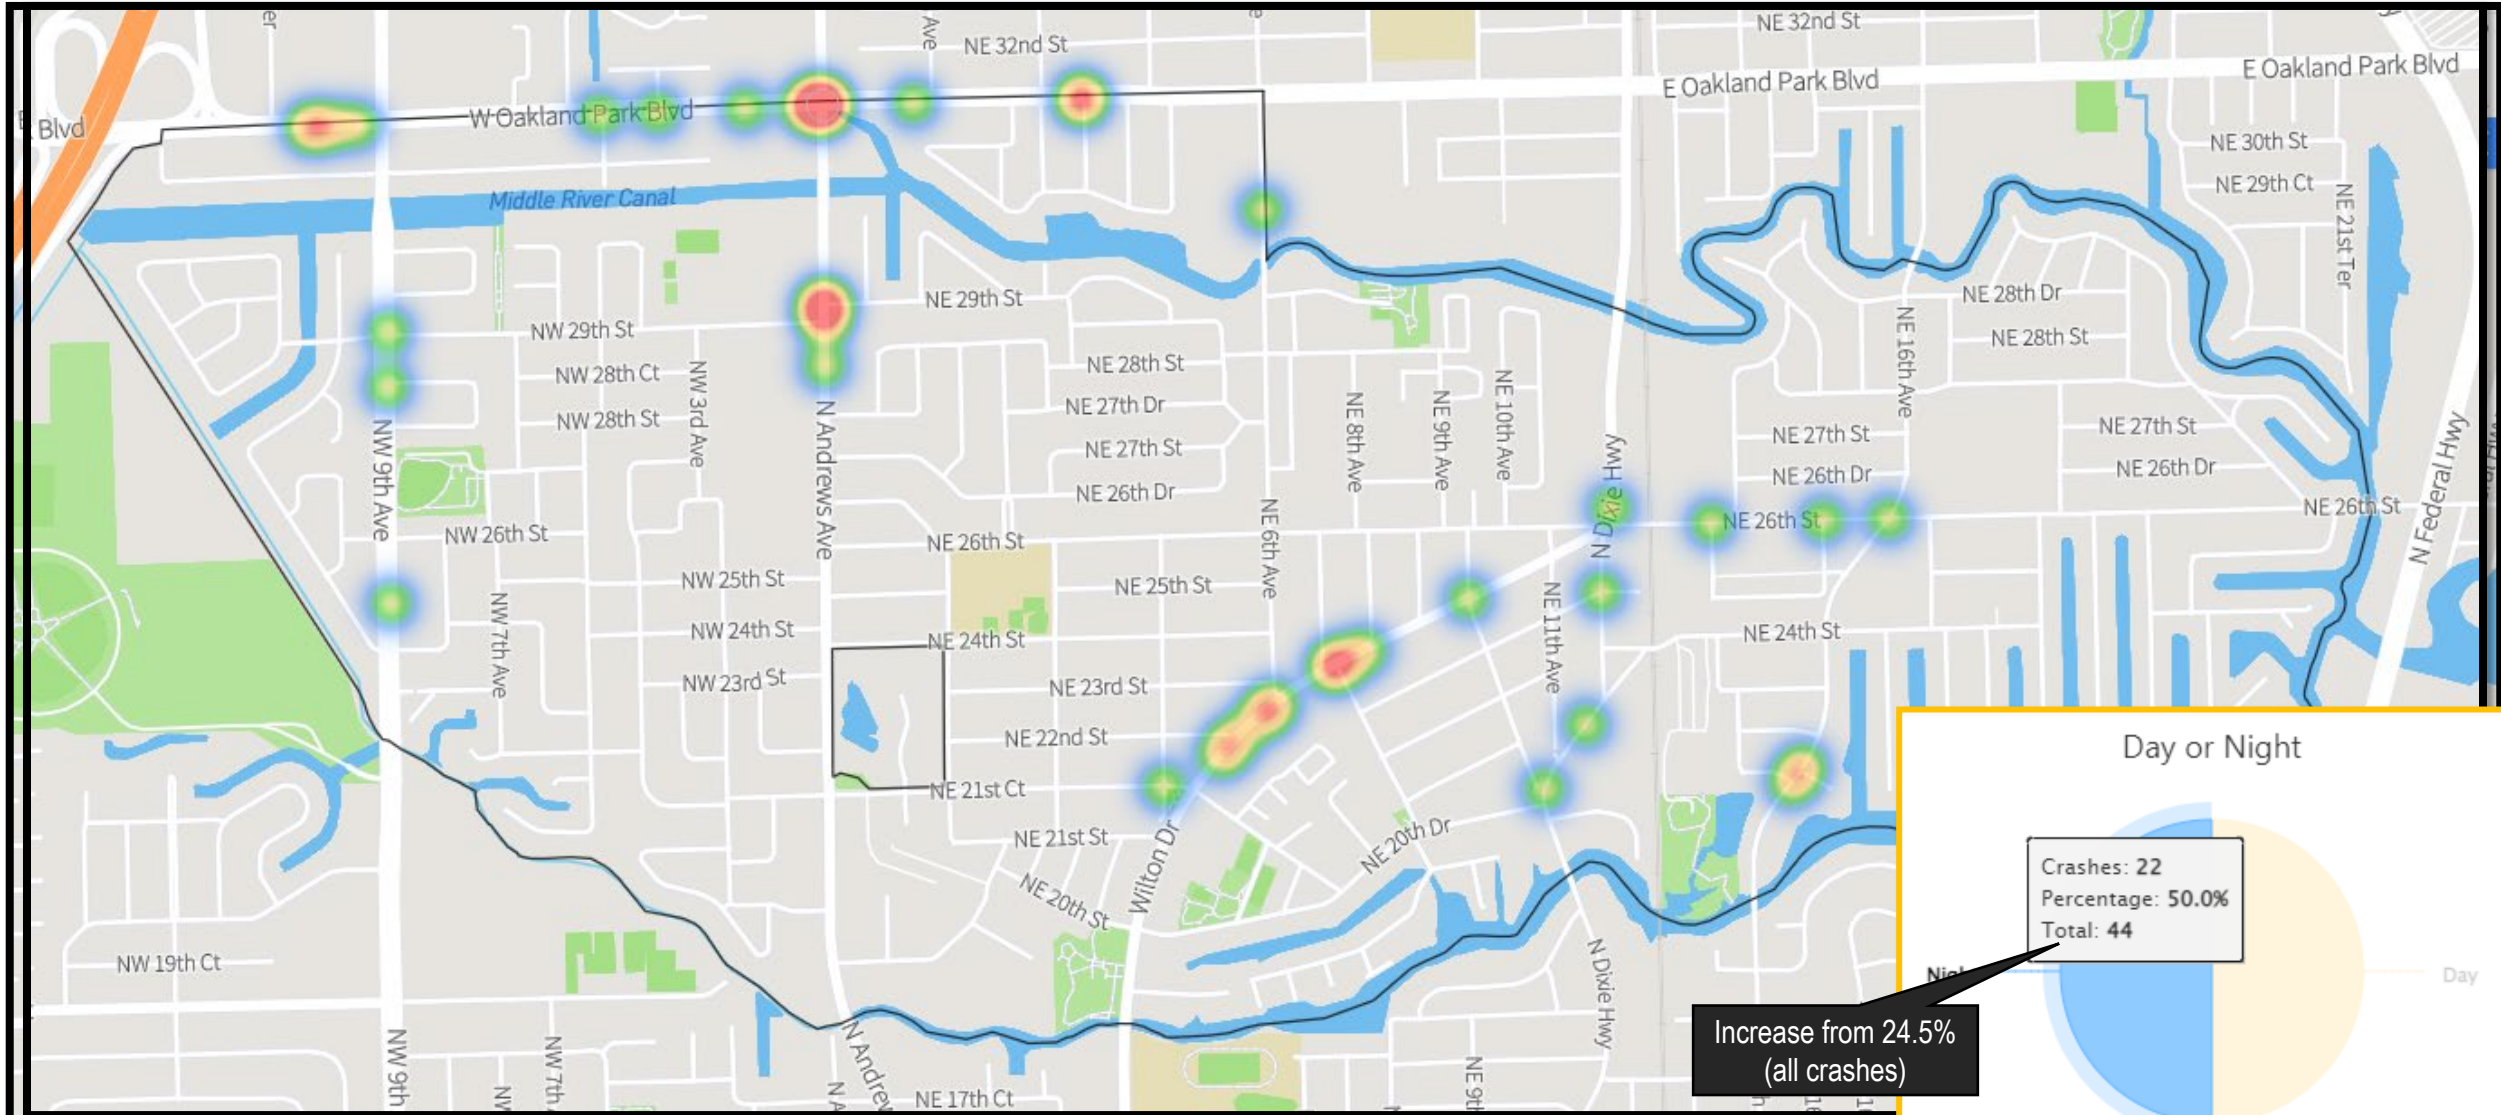 NE 32nd St
NE 32nd St
Ave
E Oakland Park Blvd
E Oakland Park Blvd
W Oakland Park Blvd
Blvd
NE 30th St
NE 29th Ct
NE 21st Ter
Middle River Canal
NE 29th St
NW 29th St
NE 28th Dr
NE 28th St
NE 16th Ave
NE 28th St
NW 28th Ct
NW 28th St
NW 3rd Ave
NE 27th Dr
NE 27th St
NE 26th Dr
NE 8th Ave
NE 9th Ave
NE 10th Ave
N Dixie Hwy
NE 27th St
NE 26th Dr
NE 27th St
NE 26th Dr
N Federal Hwy
NW 9th Ave
N Andrews Ave
NE 6th Ave
NE 26th St
NE 26th St
NW 26th St
NE 26th St
NW 25th St
NE 25th St
NW 7th Ave
NW 24th St
NE 24th St
NE 11th Ave
NE 24th St
NW 23rd St
NE 23rd St
NE 22nd St
NE 21st Ct
NE 21st St
NE 20th Dr
NE 20th St
Wilton Dr
NW 19th Ct
N Dixie Hwy
NW 9th
NW 7th
NW
N Andrew
N A
NE 17th Ct
NE 9th
Day or Night
Crashes: 22
Percentage: 50.0%
Total: 44
Day
Increase from 24.5%
(all crashes)